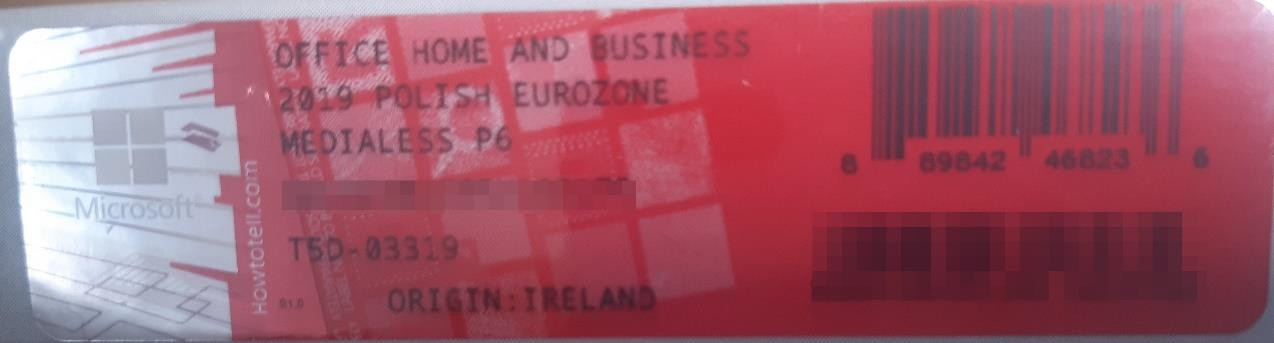 OFFICE HOME AND BUSINESS
2019 POLISH EUROZONE
MEDIALESS P6
T5D-03319
ORIGIN:IRELAND
Microsoft
Howtotell.com
8 89842 46823 6